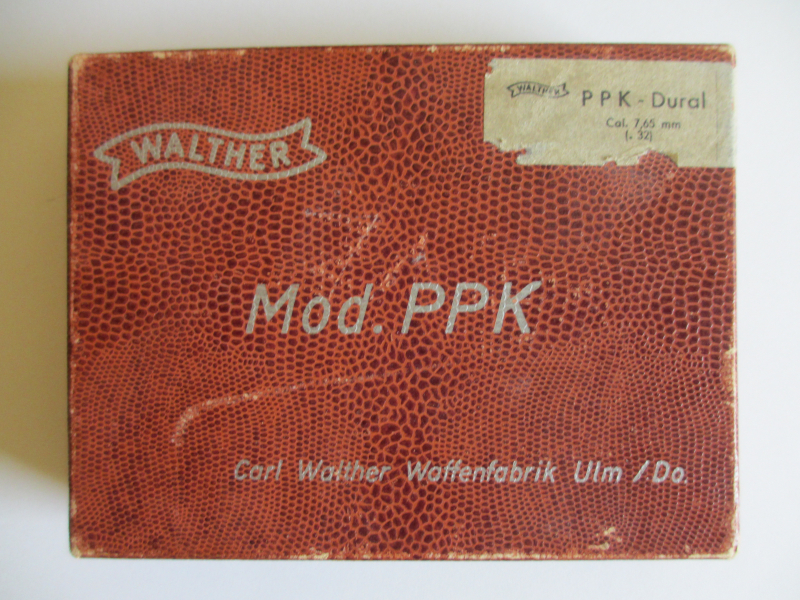 WALTHER
WALTHER PPK - Dural
Cal. 7,65 mm
(. 32)
Mod. PPK
Carl Walther Waffenfabrik Ulm /Do.